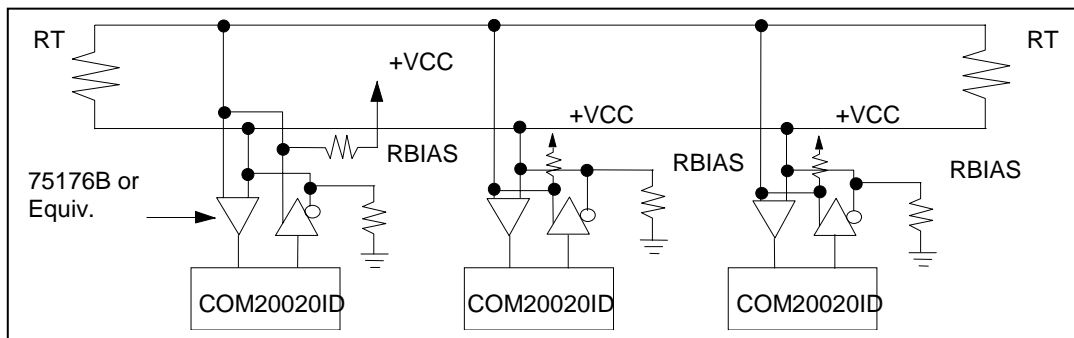 RT
RT
+VCC
+VCC
+VCC
RBIAS
RBIAS
RBIAS
75176B or
Equiv.
COM20020ID
COM20020ID
COM20020ID